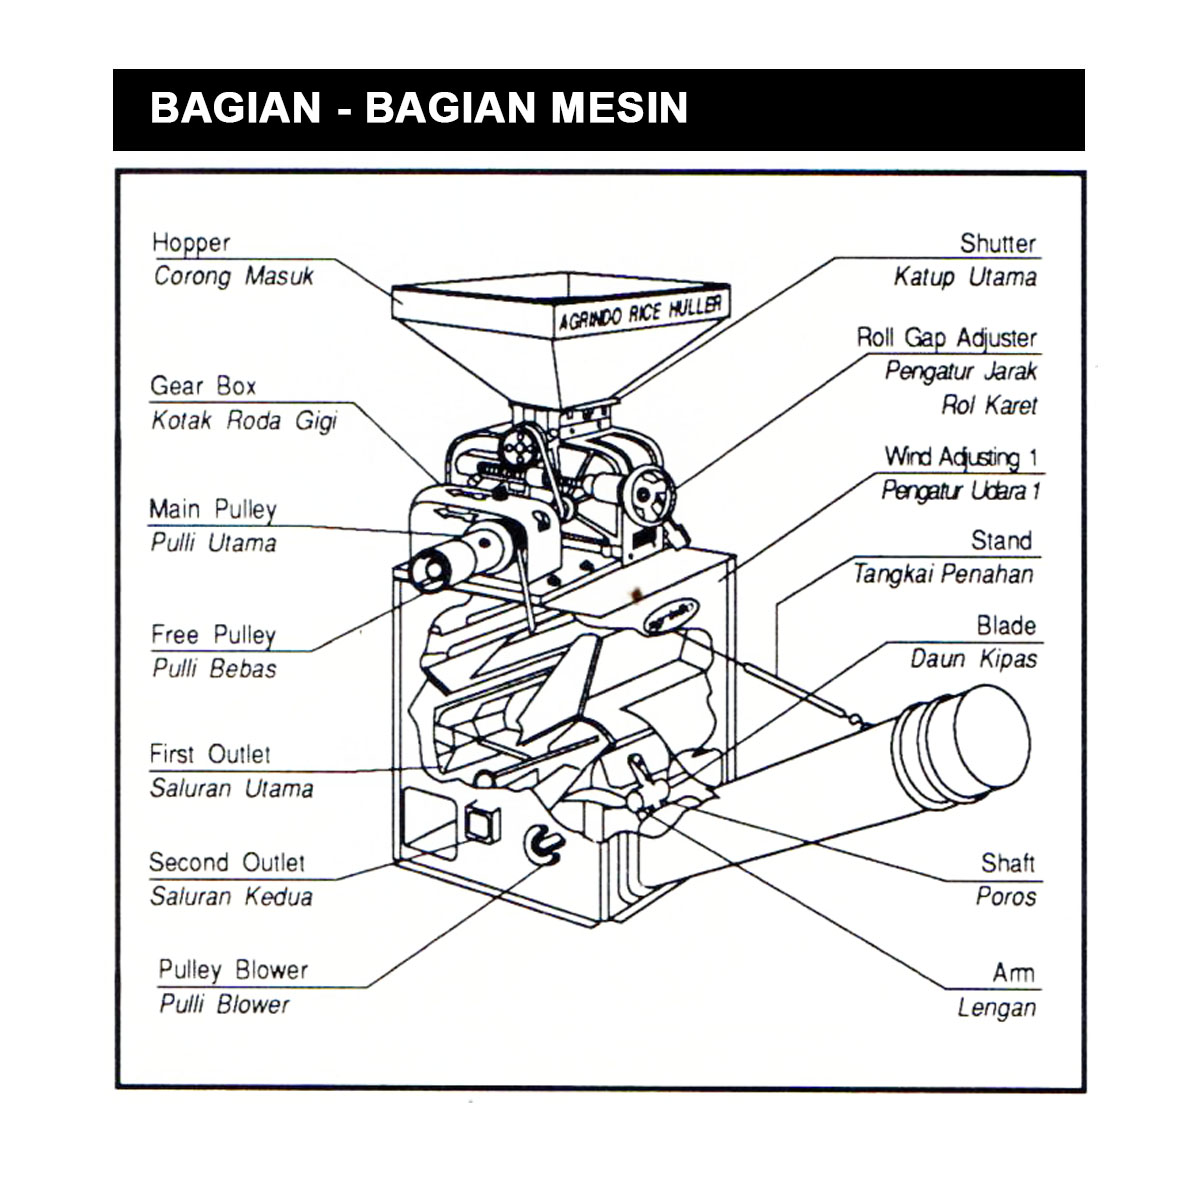 BAGIAN - BAGIAN MESIN
Hopper
Corong Masuk
Gear Box
Kotak Roda Gigi
Main Pulley
Pulli Utama
Free Pulley
Pulli Bebas
First Outlet
Saluran Utama
Second Outlet
Saluran Kedua
Pulley Blower
Pulli Blower
AGRINDO RICE HULLER
Shutter
Katup Utama
Roll Gap Adjuster
Pengatur Jarak
Rol Karet
Wind Adjusting 1
Pengatur Udara 1
Stand
Tangkai Penahan
Blade
Daun Kipas
Shaft
Poros
Arm
Lengan